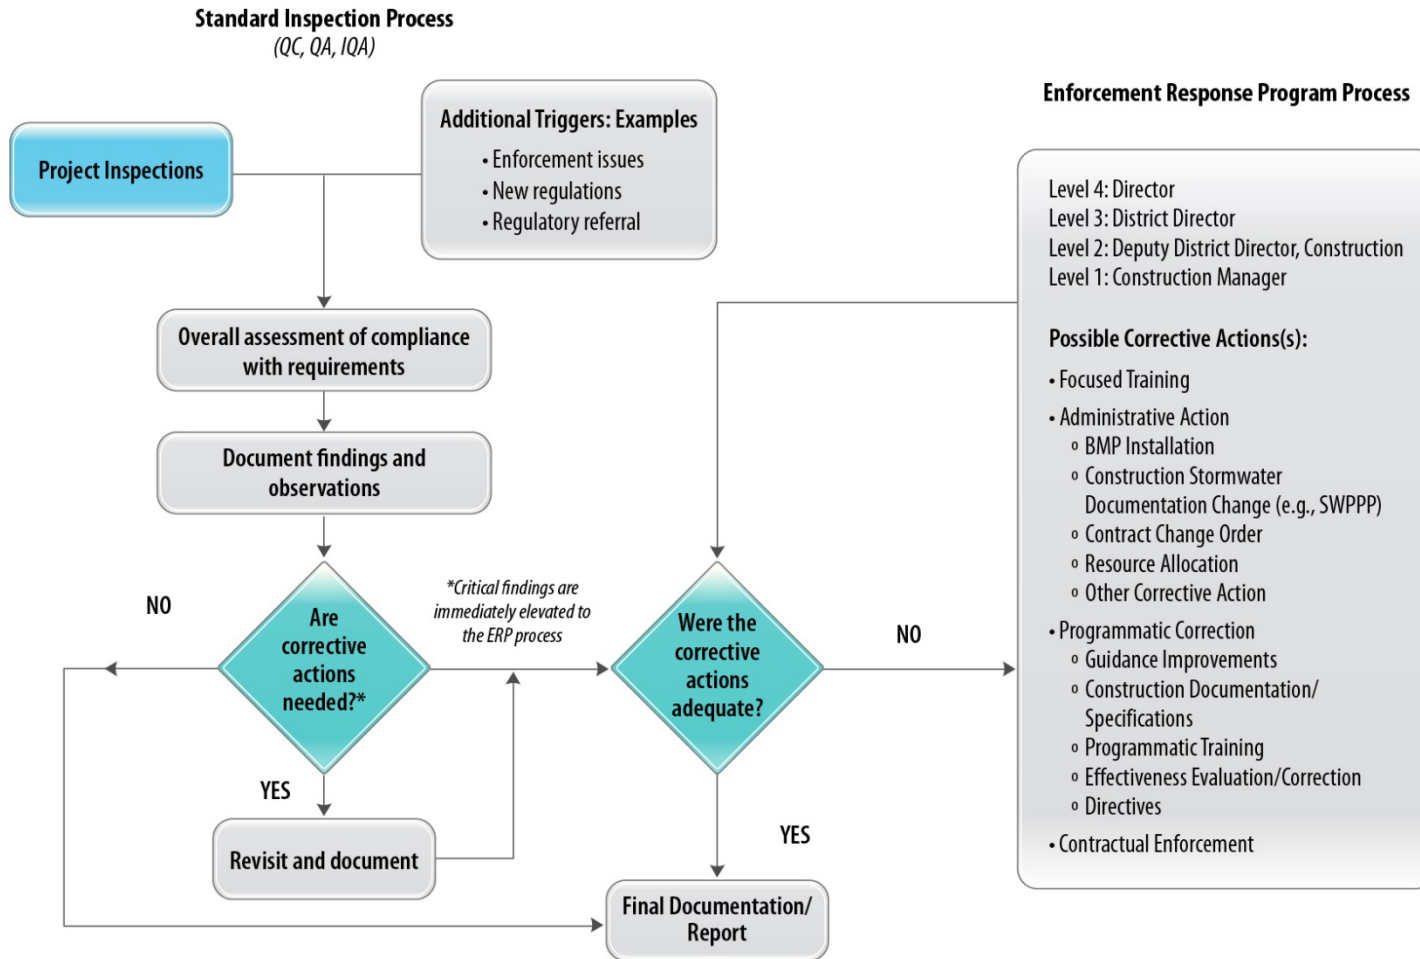 Standard Inspection Process
(QC, QA, IQA)
Project Inspections
Additional Triggers: Examples
• Enforcement issues
• New regulations
• Regulatory referral
Overall assessment of compliance
with requirements
Document findings and
observations
NO
Are
corrective
actions
needed?*
*Critical findings are
immediately elevated to
the ERP process
YES
Revisit and document
Were the
corrective
actions
adequate?
NO
YES
Final Documentation/
Report
Enforcement Response Program Process
Level 4: Director
Level 3: District Director
Level 2: Deputy District Director, Construction
Level 1: Construction Manager
Possible Corrective Actions(s):
• Focused Training
• Administrative Action
o BMP Installation
o Construction Stormwater
Documentation Change (e.g., SWPPP)
o Contract Change Order
o Resource Allocation
o Other Corrective Action
• Programmatic Correction
o Guidance Improvements
o Construction Documentation/
Specifications
o Programmatic Training
o Effectiveness Evaluation/Correction
o Directives
• Contractual Enforcement